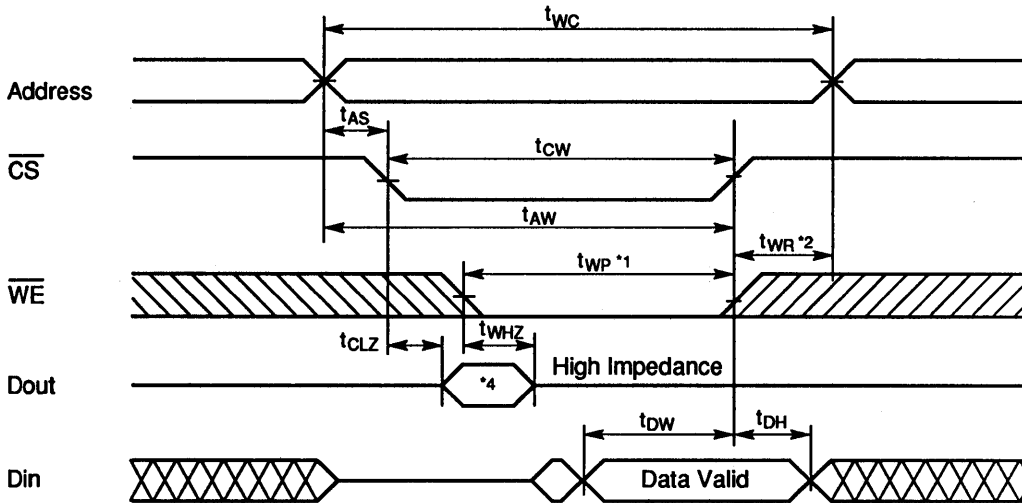 tWC
Address
tAS
CS
tCW
tAW
tWR *2
WE
tWP *1
tCLZ
tWHZ
Dout
*4
High Impedance
tDW
tDH
Din
Data Valid